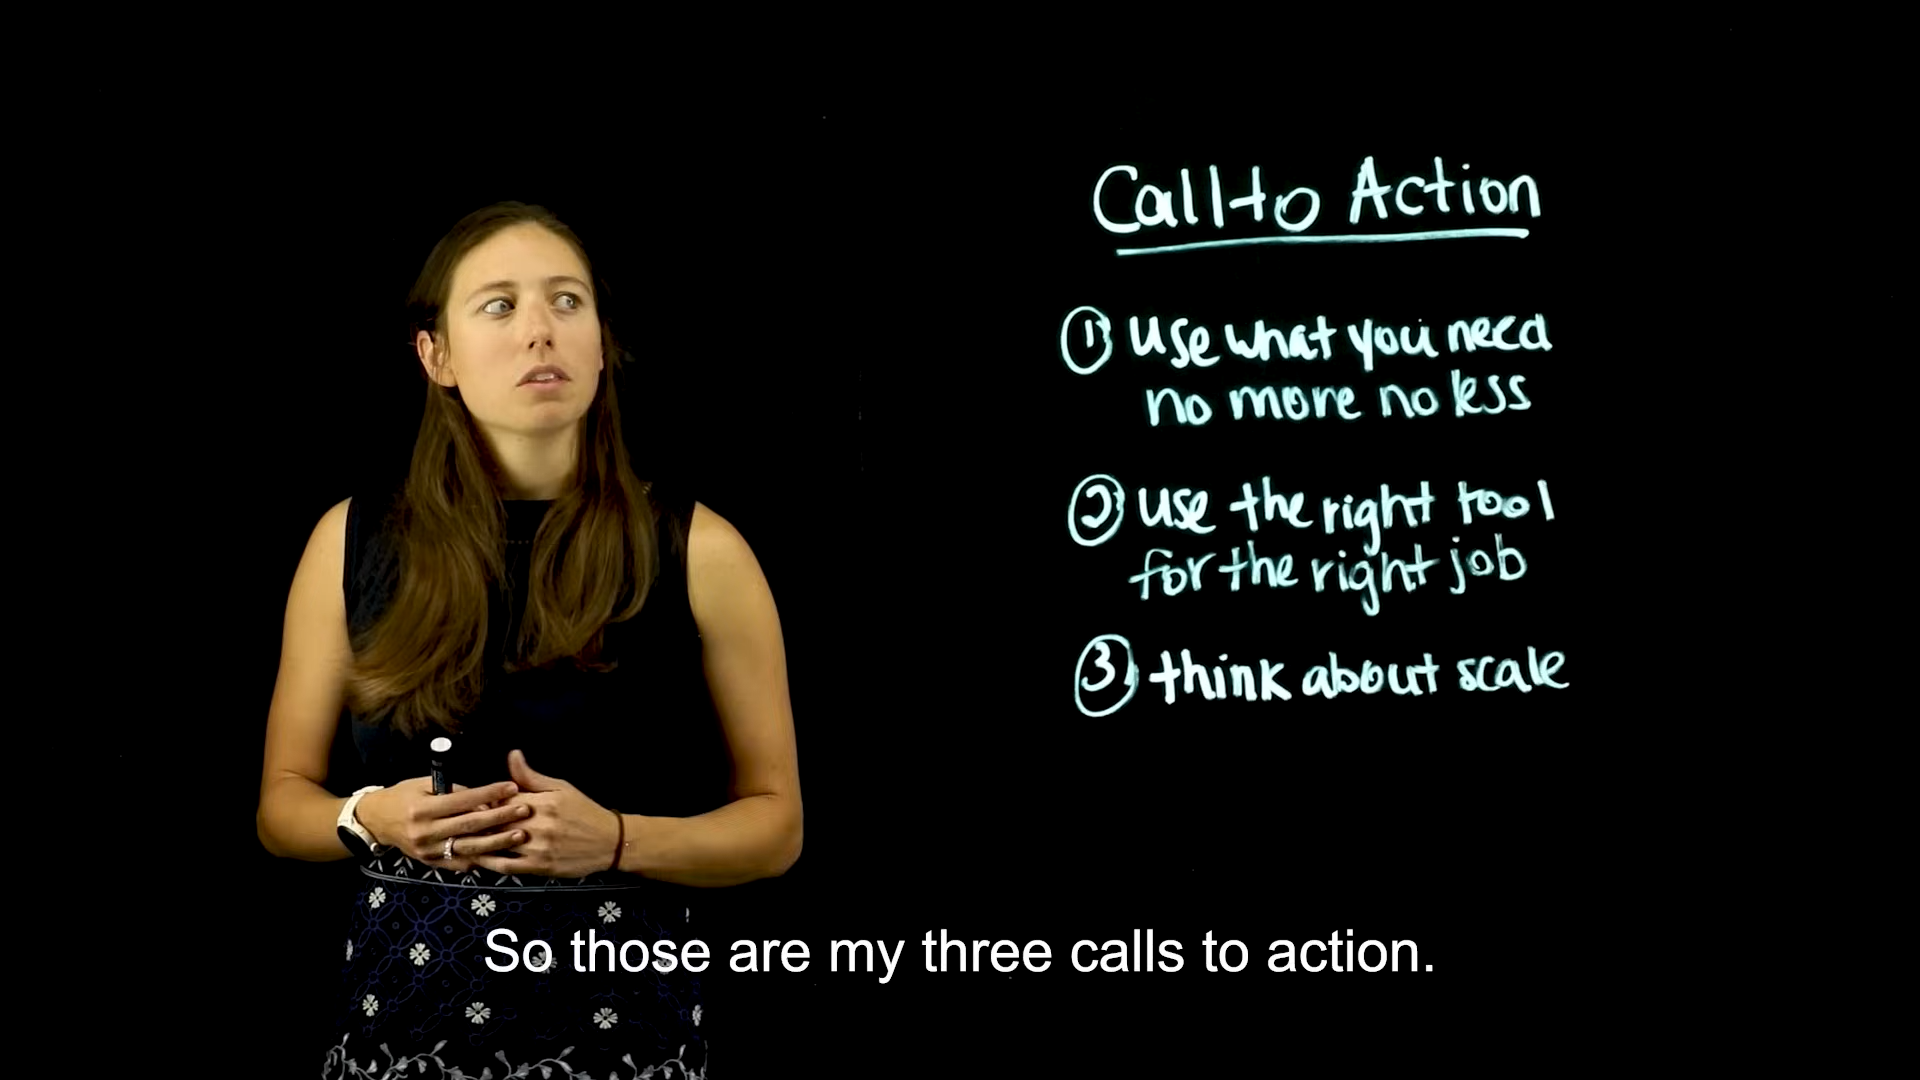 Call to Action
① use what you need
no more no less
② use the right tool
for the right job
③ think about scale
So those are my three calls to action.